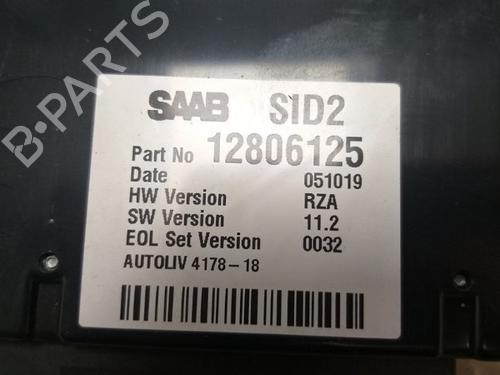 SAAB SID2
Part No 12806125
Date 051019
HW Version RZA
SW Version 11.2
EOL Set Version 0032
AUTOLIV 4178-18
B PARTS